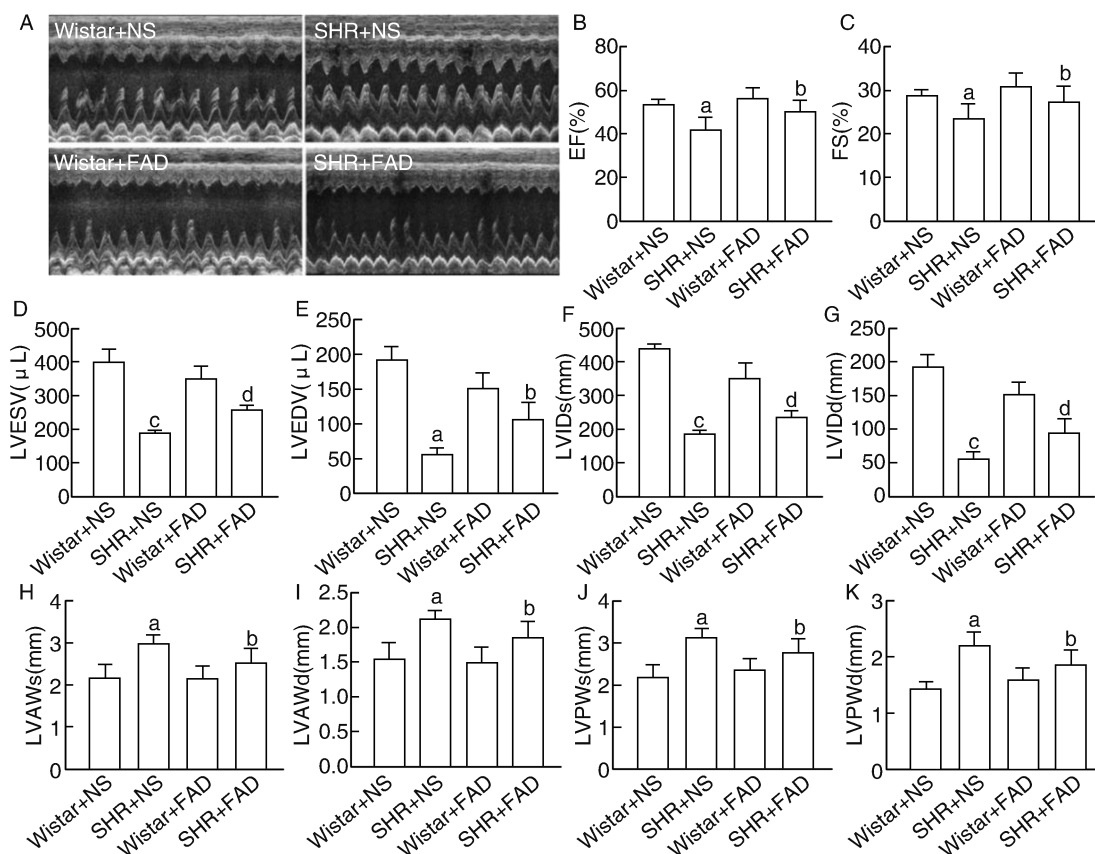 A
Wistar+NS
SHR+NS
Wistar+FAD
SHR+FAD
B
EF(%)
80
60
40
20
0
a
b
Wistar+NS
SHR+NS
Wistar+FAD
SHR+FAD
C
FS(%)
40
30
20
10
0
a
b
Wistar+NS
SHR+NS
Wistar+FAD
SHR+FAD
D
LVESV( μ L)
500
400
300
200
100
0
c
d
Wistar+NS
SHR+NS
Wistar+FAD
SHR+FAD
E
LVEDV( μ L)
250
200
150
100
50
0
a
b
Wistar+NS
SHR+NS
Wistar+FAD
SHR+FAD
F
LVIDs(mm)
500
400
300
200
100
0
c
d
Wistar+NS
SHR+NS
Wistar+FAD
SHR+FAD
G
LVIDd(mm)
250
200
150
100
50
0
c
d
Wistar+NS
SHR+NS
Wistar+FAD
SHR+FAD
H
LVAWs(mm)
4
3
2
1
0
a
b
Wistar+NS
SHR+NS
Wistar+FAD
SHR+FAD
I
LVAWd(mm)
2.5
2.0
1.5
1.0
0.5
0.0
a
b
Wistar+NS
SHR+NS
Wistar+FAD
SHR+FAD
J
LVPWs(mm)
4
3
2
1
0
a
b
Wistar+NS
SHR+NS
Wistar+FAD
SHR+FAD
K
LVPWd(mm)
3
2
1
0
a
b
Wistar+NS
SHR+NS
Wistar+FAD
SHR+FAD